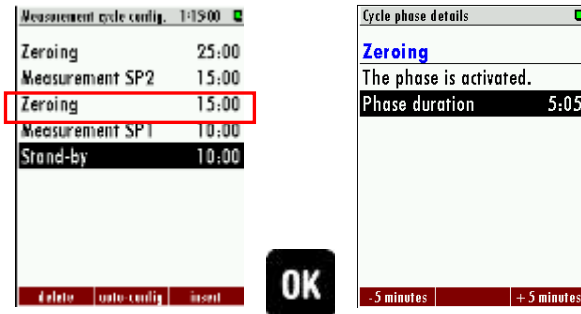 Measurement cycle config. 1:15:00
Zeroing 25:00
Measurement SP2 15:00
Zeroing 15:00
Measurement SP1 10:00
Stand-by 10:00
delete auto-config insert
OK
Cycle phase details
Zeroing
The phase is activated.
Phase duration 5:05
-5 minutes +5 minutes